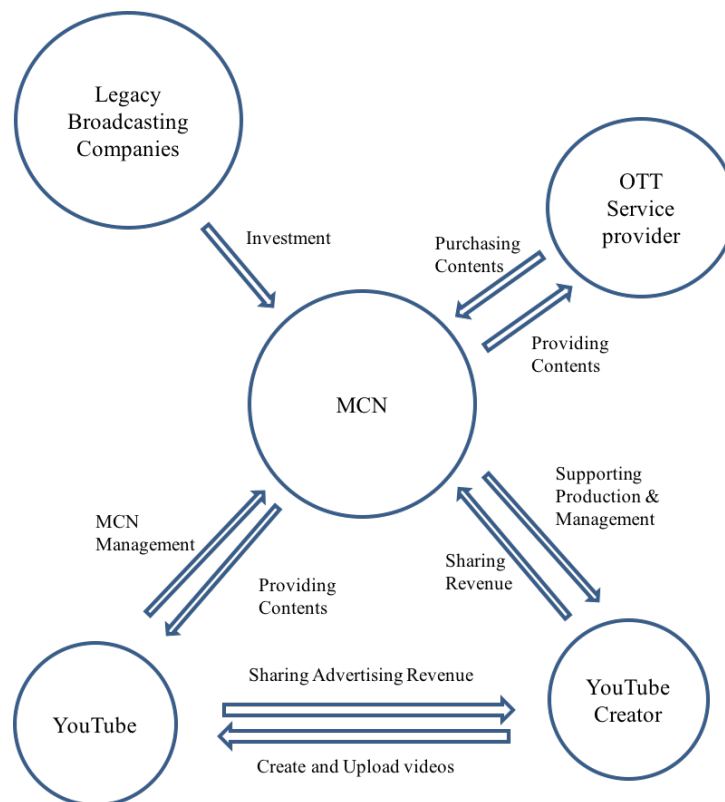 Legacy
Broadcasting
Companies
OTT
Service
provider
Investment
Purchasing
Contents
Providing
Contents
MCN
Supporting
Production &
Management
MCN
Management
Sharing
Revenue
Providing
Contents
Sharing Advertising Revenue
YouTube
YouTube
Creator
Create and Upload videos